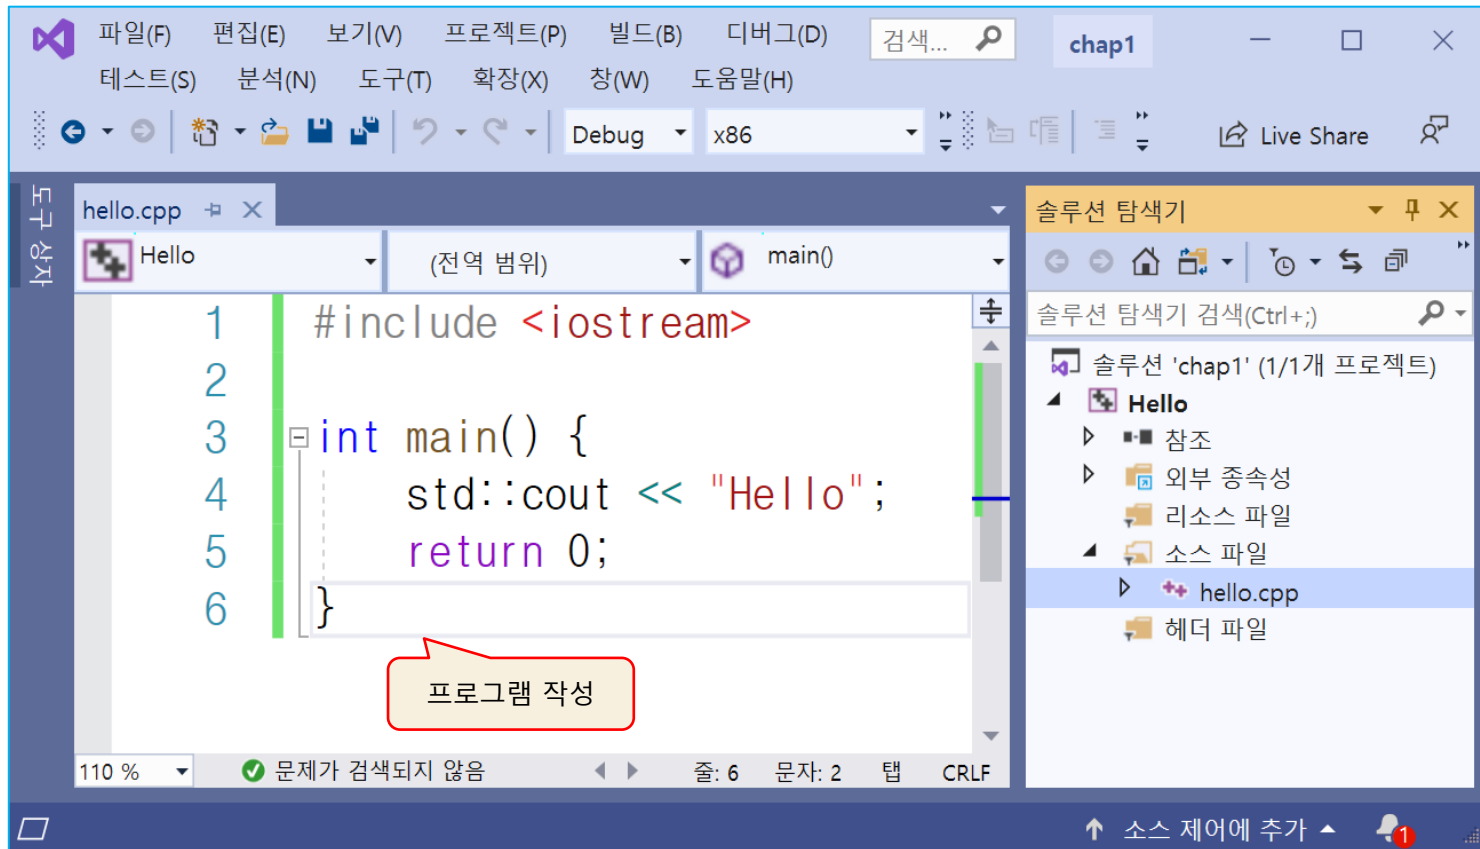 파일(F) 편집(E) 보기(V) 프로젝트(P) 빌드(B) 디버그(D) 검색... chap1
테스트(S) 분석(N) 도구(T) 확장(X) 창(W) 도움말(H)
Debug x86 Live Share
도구 상자
hello.cpp
Hello (전역 범위) main()
1 #include <iostream>
2
3 int main() {
4 std::cout << "Hello";
5 return 0;
6 }
프로그램 작성
110 % 문제가 검색되지 않음 줄: 6 문자: 2 탭 CRLF
솔루션 탐색기
솔루션 탐색기 검색(Ctrl+;)
솔루션 'chap1' (1/1개 프로젝트)
Hello
참조
외부 종속성
리소스 파일
소스 파일
hello.cpp
헤더 파일
소스 제어에 추가 1